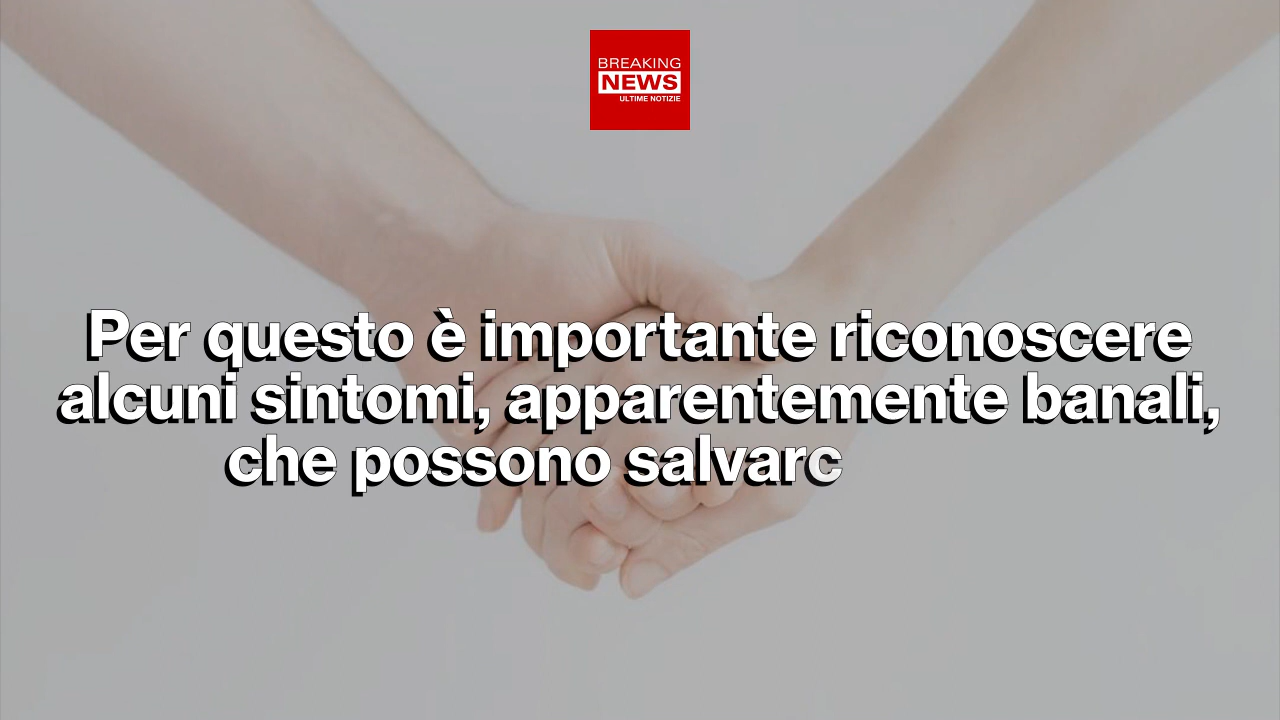 BREAKING
NEWS
ULTIME NOTIZIE
Per questo è importante riconoscere
alcuni sintomi, apparentemente banali,
che possono salvarc